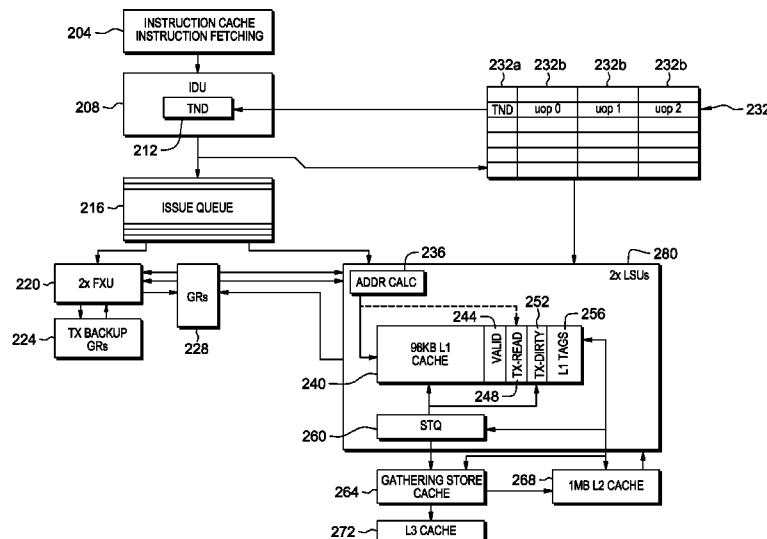 204
INSTRUCTION CACHE
INSTRUCTION FETCHING
232a 232b 232b 232b
208
IDU
TND
212
TND uop 0 uop 1 uop 2
232
216
ISSUE QUEUE
220
2x FXU
GRs
228
224
TX BACKUP
GRs
236
280
2x LSUs
ADDR CALC
244
252
256
96KB L1
CACHE
VALID
TX-READ
TX-DIRTY
L1 TAGS
240
248
260
STQ
264
GATHERING STORE
CACHE
268
1MB L2 CACHE
272
L3 CACHE